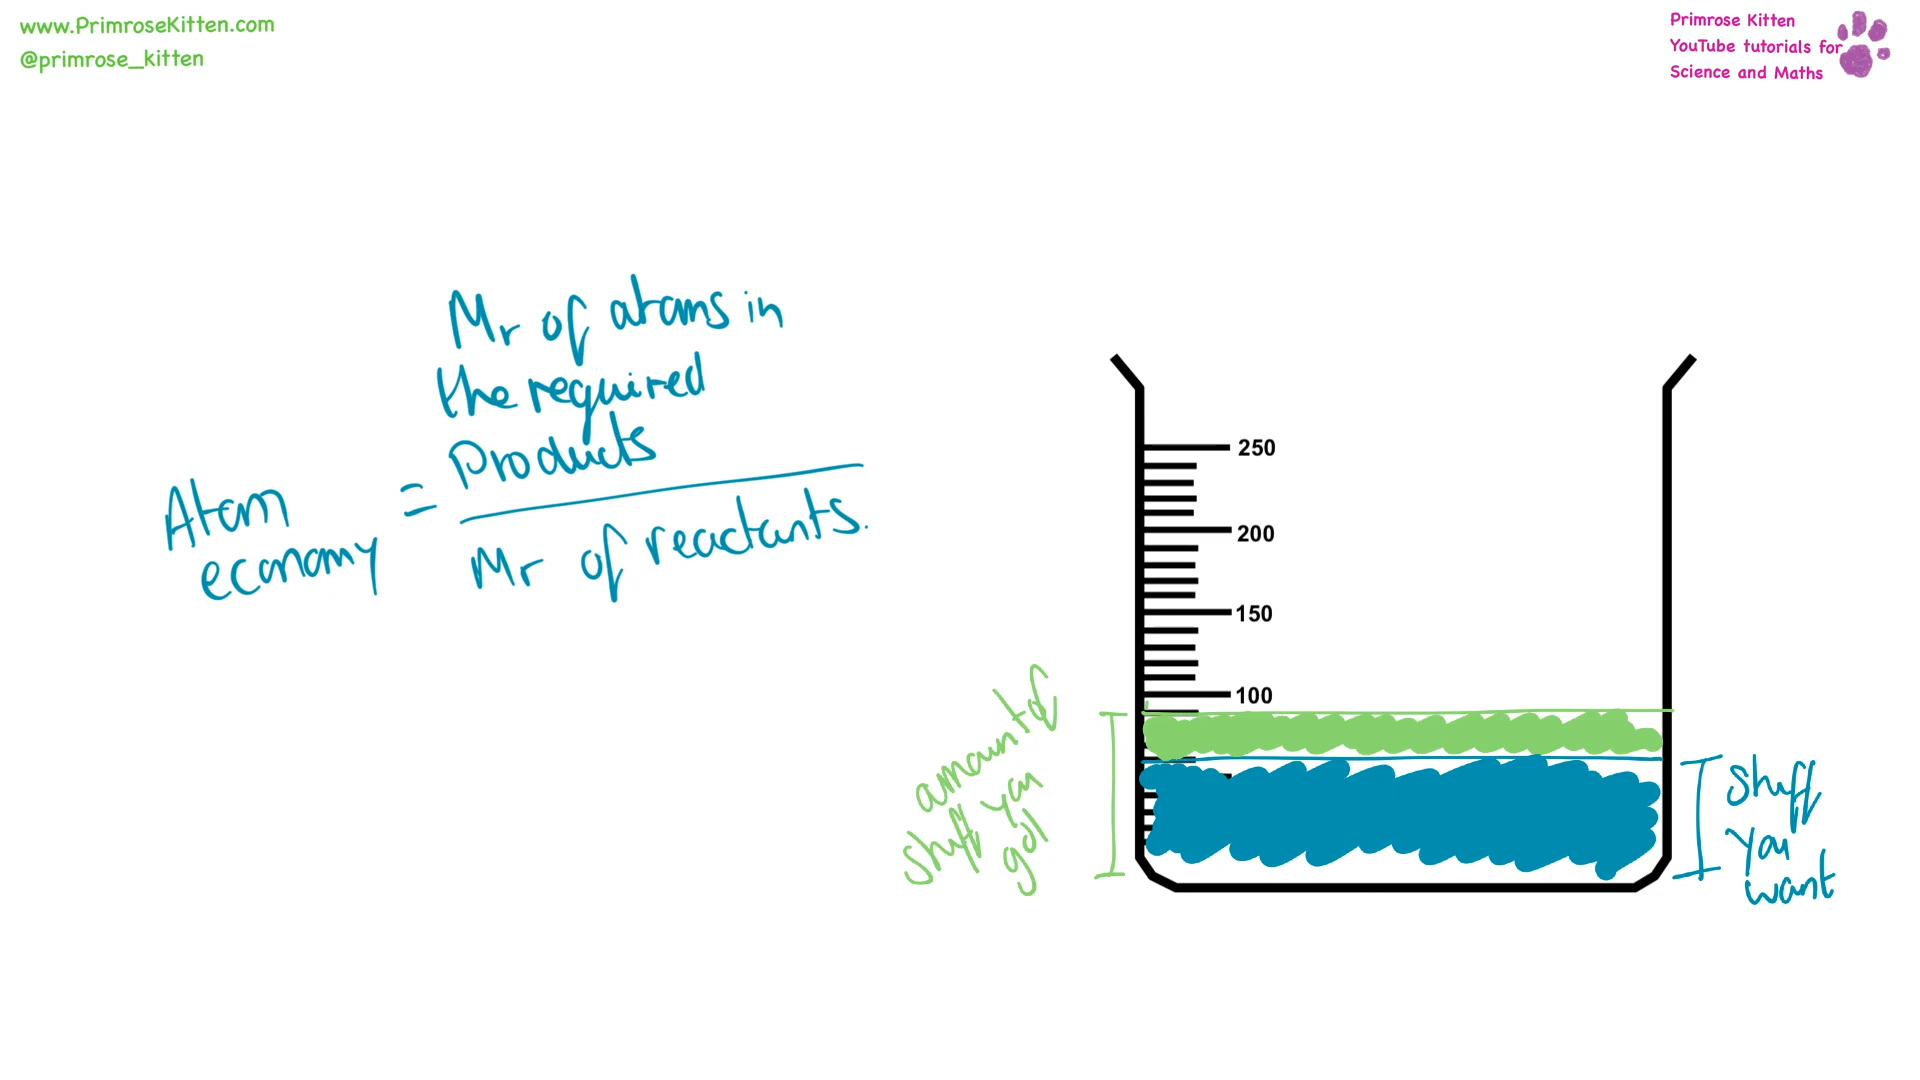 www.PrimroseKitten.com
@primrose_kitten
Primrose Kitten
YouTube tutorials for
Science and Maths
Mr of atoms in
the required
Products
Atom
economy
=
Mr of reactants.
250
200
150
100
amount of
stuff you
got
stuff
You
want